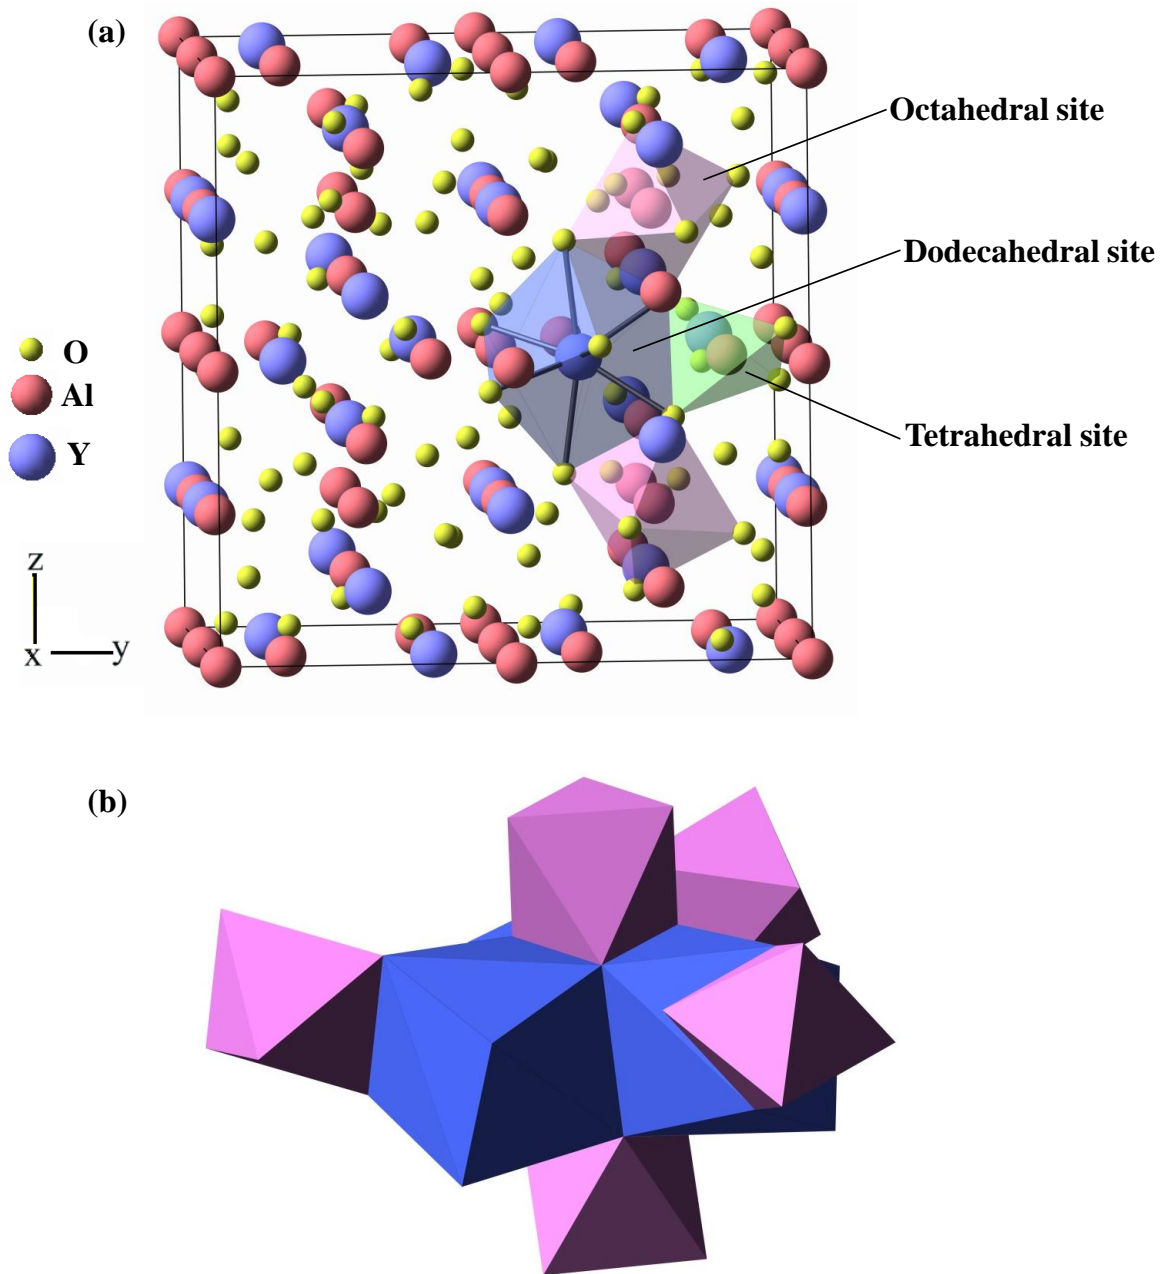 (a)
Octahedral site
Dodecahedral site
O
Al
Tetrahedral site
Y
z
x
y
(b)